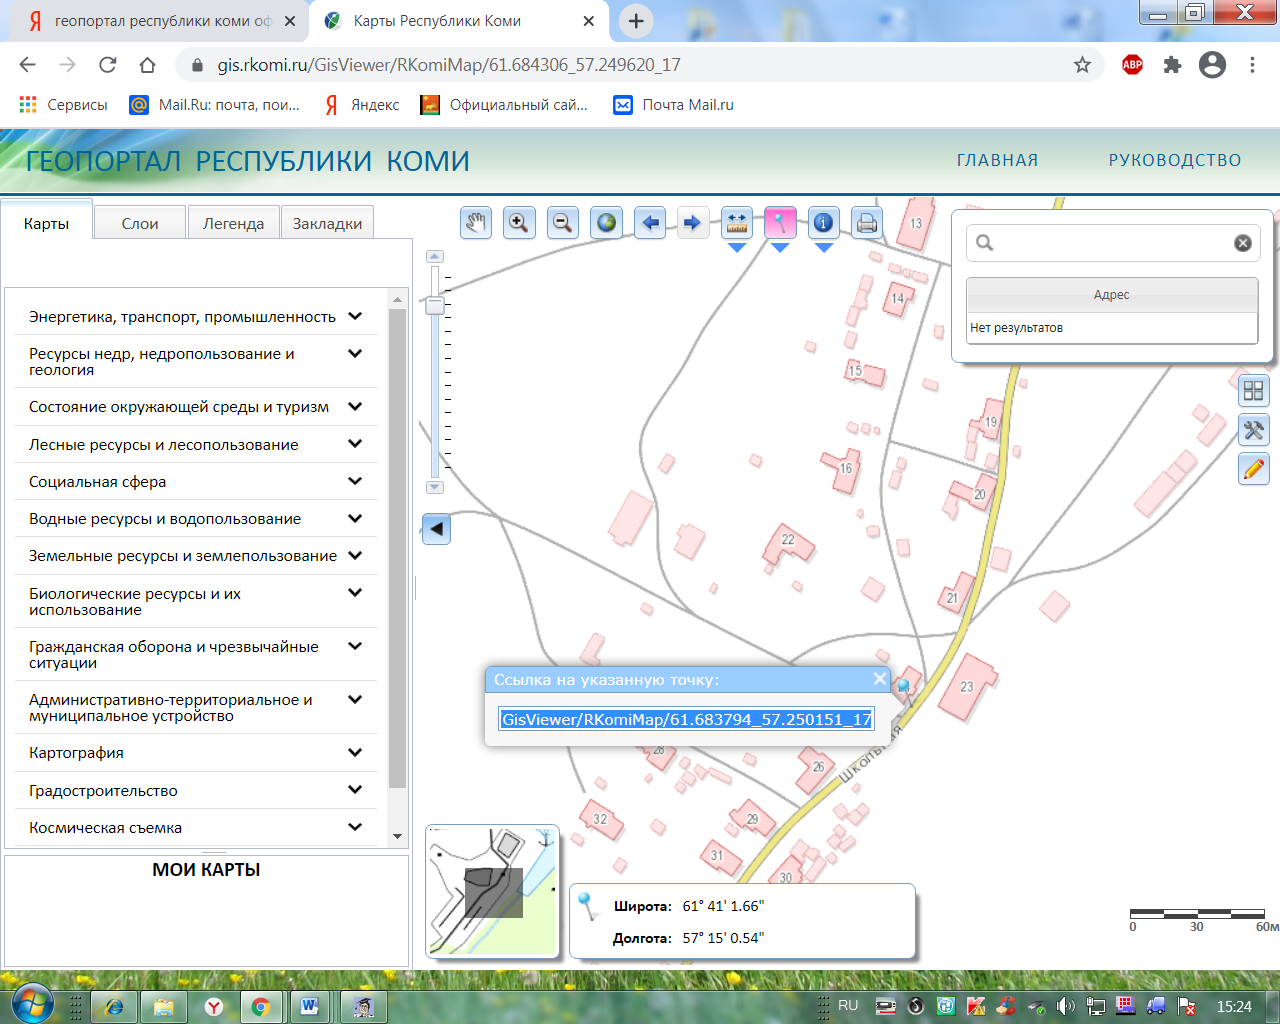 геопортал республики коми оф
Карты Республики Коми
gis.rkomi.ru/GisViewer/RKomiMap/61.684306_57.249620_17
ABP
Сервисы
Mail.Ru: почта, пои...
Яндекс
Официальный сай...
Почта Mail.ru
ГЕОПОРТАЛ РЕСПУБЛИКИ КОМИ
ГЛАВНАЯ
РУКОВОДСТВО
Карты
Слои
Легенда
Закладки
Энергетика, транспорт, промышленность
Ресурсы недр, недропользование и
геология
Состояние окружающей среды и туризм
Лесные ресурсы и лесопользование
Социальная сфера
Водные ресурсы и водопользование
Земельные ресурсы и землепользование
Биологические ресурсы и их
использование
Гражданская оборона и чрезвычайные
ситуации
Административно-территориальное и
муниципальное устройство
Картография
Градостроительство
Космическая съемка
МОИ КАРТЫ
Адрес
Нет результатов
13
14
15
19
16
20
22
21
23
Ссылка на указанную точку:
GisViewer/RKomiMap/61.683794_57.250151_17
Школьная
28
26
32
29
31
30
Широта: 61° 41' 1.66"
Долгота: 57° 15' 0.54"
0 30 60м
RU
15:24